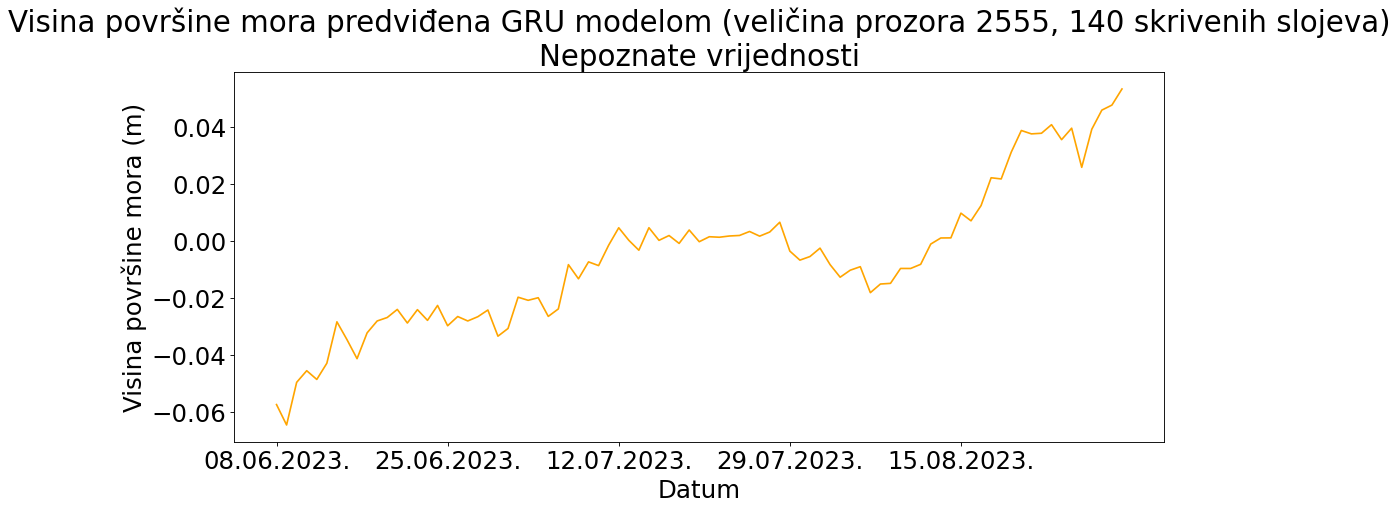 Visina površine mora predviđena GRU modelom (veličina prozora 2555, 140 skrivenih slojeva)
Nepoznate vrijednosti
Visina površine mora (m)
0.04
0.02
0.00
−0.02
−0.04
−0.06
08.06.2023. 25.06.2023. 12.07.2023. 29.07.2023. 15.08.2023.
Datum